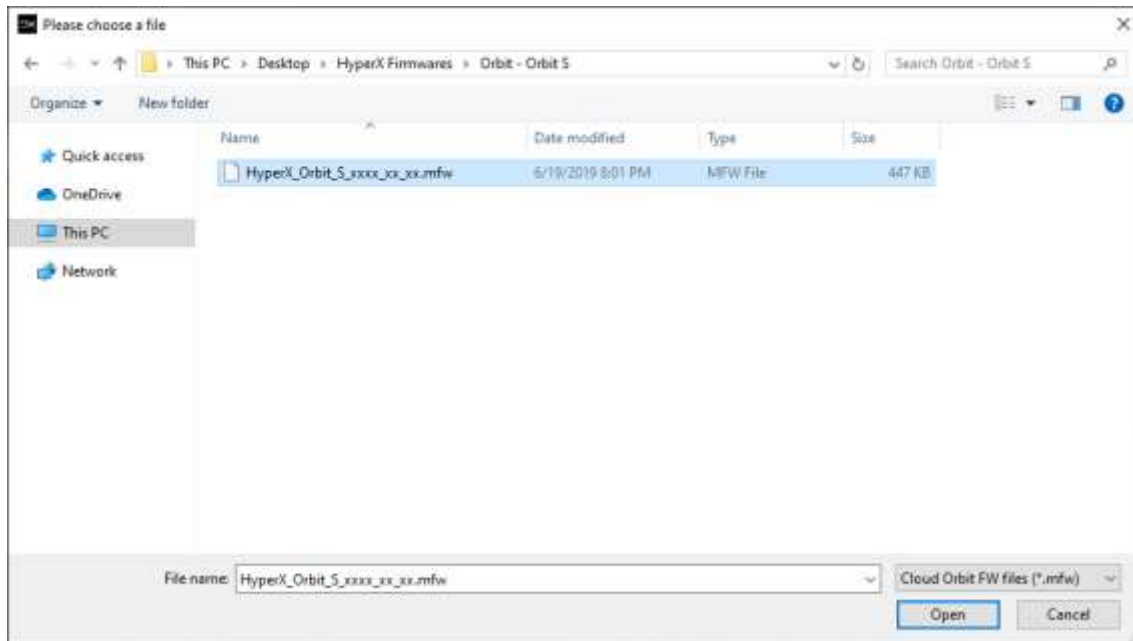 Please choose a file
This PC > Desktop > HyperX Firmwares > Orbit - Orbit S
Search Orbit - Orbit S
Organize
New folder
Name
Date modified
Type
Size
Quick access
HyperX_Orbit_S_xxxx_xx_xx.mfw
6/19/2019 8:01 PM
MFW File
447 KB
OneDrive
This PC
Network
File name:
HyperX_Orbit_S_xxxx_xx_xx.mfw
Cloud Orbit FW files (*.mfw)
Open
Cancel